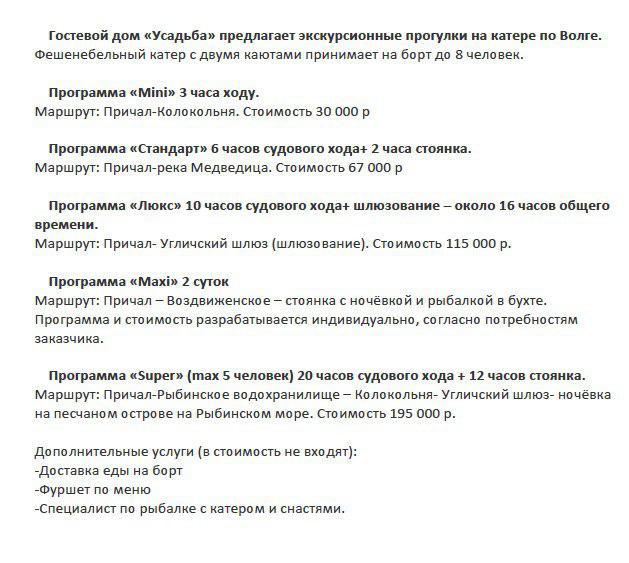 Гостевой дом «Усадьба» предлагает экскурсионные прогулки на катере по Волге.
Фешенебельный катер с двумя каютами принимает на борт до 8 человек.
Программа «Mini» 3 часа ходу.
Маршрут: Причал-Колокольня. Стоимость 30 000 р
Программа «Стандарт» 6 часов судового хода+ 2 часа стоянка.
Маршрут: Причал-река Медведица. Стоимость 67 000 р
Программа «Люкс» 10 часов судового хода+ шлюзование – около 16 часов общего
времени.
Маршрут: Причал- Угличский шлюз (шлюзование). Стоимость 115 000 р.
Программа «Maxi» 2 суток
Маршрут: Причал – Воздвиженское – стоянка с ночёвкой и рыбалкой в бухте.
Программа и стоимость разрабатывается индивидуально, согласно потребностям
заказчика.
Программа «Super» (max 5 человек) 20 часов судового хода + 12 часов стоянка.
Маршрут: Причал-Рыбинское водохранилище – Колокольня- Угличский шлюз- ночёвка
на песчаном острове на Рыбинском море. Стоимость 195 000 р.
Дополнительные услуги (в стоимость не входят):
-Доставка еды на борт
-Фуршет по меню
-Специалист по рыбалке с катером и снастями.